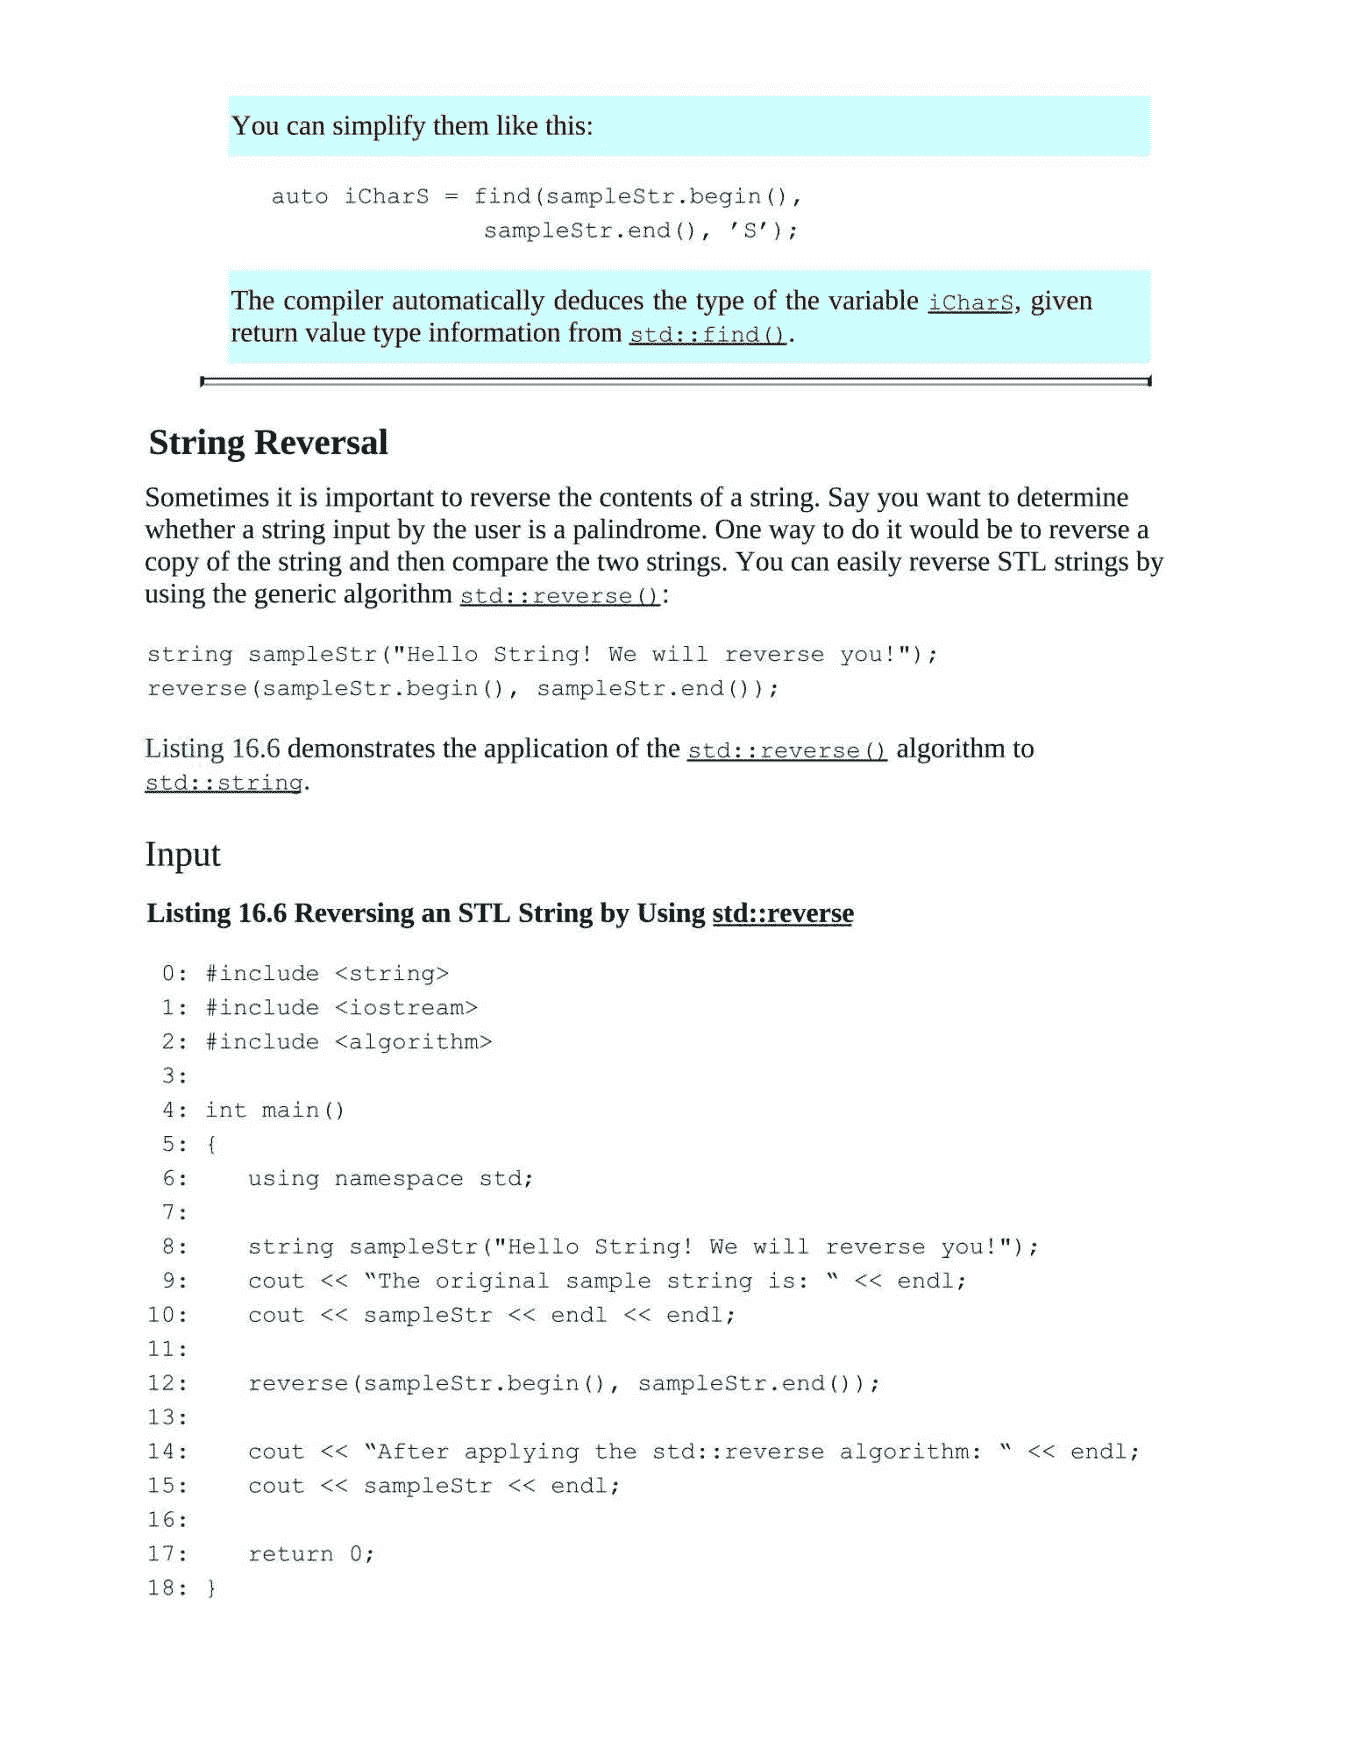 You can simplify them like this:
auto iCharS = find(sampleStr.begin(),
sampleStr.end(), ’S’);
The compiler automatically deduces the type of the variable iCharS, given
return value type information from std::find().
String Reversal
Sometimes it is important to reverse the contents of a string. Say you want to determine
whether a string input by the user is a palindrome. One way to do it would be to reverse a
copy of the string and then compare the two strings. You can easily reverse STL strings by
using the generic algorithm std::reverse():
string sampleStr("Hello String! We will reverse you!");
reverse(sampleStr.begin(), sampleStr.end());
Listing 16.6 demonstrates the application of the std::reverse() algorithm to
std::string.
Input
Listing 16.6 Reversing an STL String by Using std::reverse
0: #include <string>
1: #include <iostream>
2: #include <algorithm>
3:
4: int main()
5: {
6:    using namespace std;
7:
8:    string sampleStr("Hello String! We will reverse you!");
9:    cout << “The original sample string is: “ << endl;
10:    cout << sampleStr << endl << endl;
11:
12:    reverse(sampleStr.begin(), sampleStr.end());
13:
14:    cout << “After applying the std::reverse algorithm: “ << endl;
15:    cout << sampleStr << endl;
16:
17:    return 0;
18: }